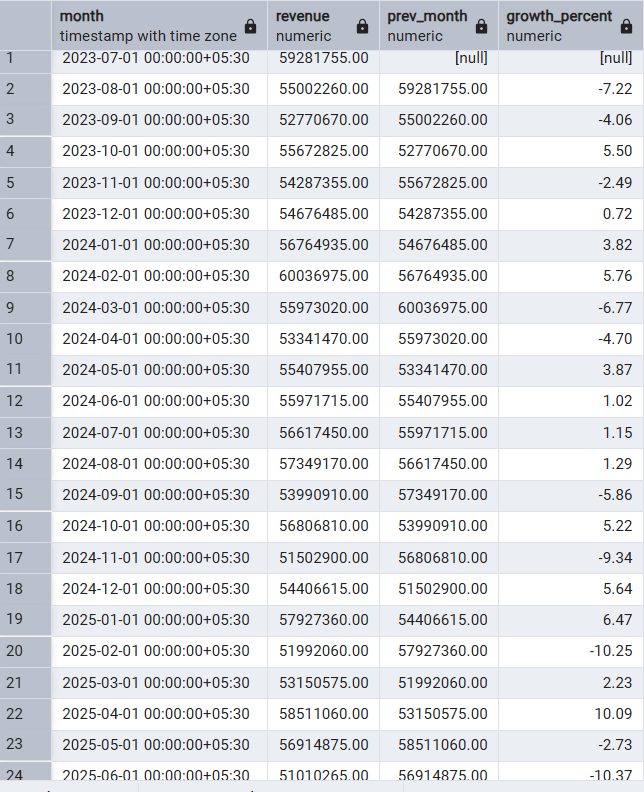 month revenue prev_month growth_percent
timestamp with time zone numeric numeric numeric
1 2023-07-01 00:00:00+05:30 59281755.00 [null] [null]
2 2023-08-01 00:00:00+05:30 55002260.00 59281755.00 -7.22
3 2023-09-01 00:00:00+05:30 52770670.00 55002260.00 -4.06
4 2023-10-01 00:00:00+05:30 55672825.00 52770670.00 5.50
5 2023-11-01 00:00:00+05:30 54287355.00 55672825.00 -2.49
6 2023-12-01 00:00:00+05:30 54676485.00 54287355.00 0.72
7 2024-01-01 00:00:00+05:30 56764935.00 54676485.00 3.82
8 2024-02-01 00:00:00+05:30 60036975.00 56764935.00 5.76
9 2024-03-01 00:00:00+05:30 55973020.00 60036975.00 -6.77
10 2024-04-01 00:00:00+05:30 53341470.00 55973020.00 -4.70
11 2024-05-01 00:00:00+05:30 55407955.00 53341470.00 3.87
12 2024-06-01 00:00:00+05:30 55971715.00 55407955.00 1.02
13 2024-07-01 00:00:00+05:30 56617450.00 55971715.00 1.15
14 2024-08-01 00:00:00+05:30 57349170.00 56617450.00 1.29
15 2024-09-01 00:00:00+05:30 53990910.00 57349170.00 -5.86
16 2024-10-01 00:00:00+05:30 56806810.00 53990910.00 5.22
17 2024-11-01 00:00:00+05:30 51502900.00 56806810.00 -9.34
18 2024-12-01 00:00:00+05:30 54406615.00 51502900.00 5.64
19 2025-01-01 00:00:00+05:30 57927360.00 54406615.00 6.47
20 2025-02-01 00:00:00+05:30 51992060.00 57927360.00 -10.25
21 2025-03-01 00:00:00+05:30 53150575.00 51992060.00 2.23
22 2025-04-01 00:00:00+05:30 58511060.00 53150575.00 10.09
23 2025-05-01 00:00:00+05:30 56914875.00 58511060.00 -2.73
24 2025-06-01 00:00:00+05:30 51010265.00 56914875.00 -10.37